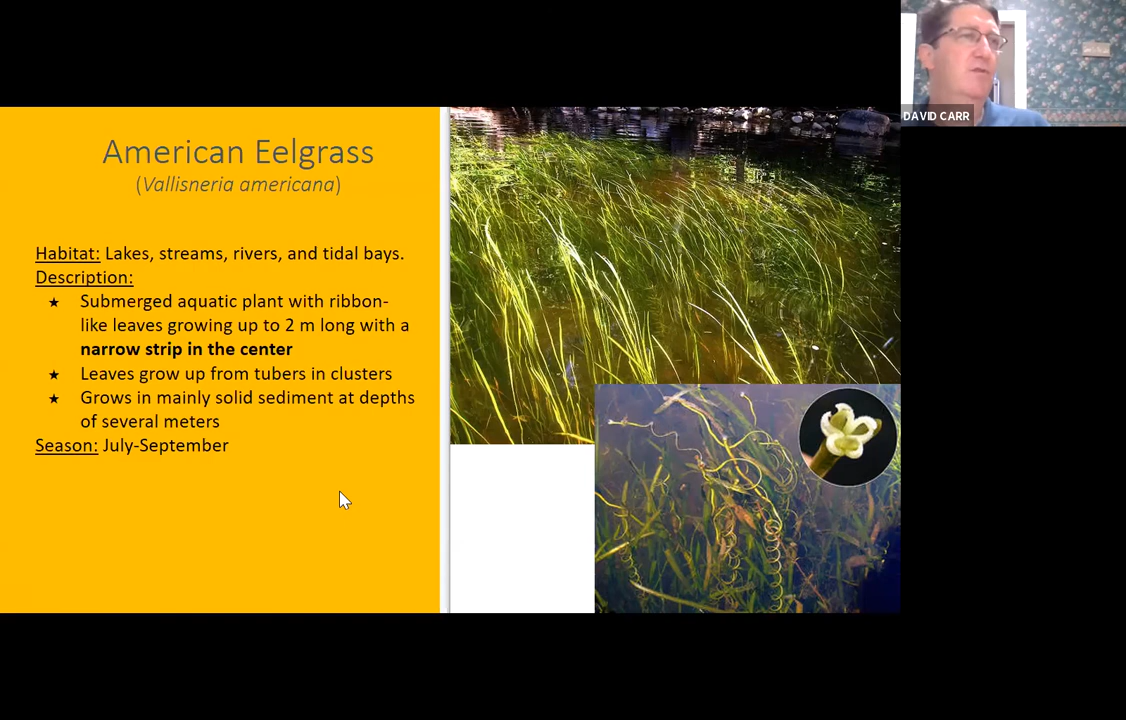 American Eelgrass
(Vallisneria americana)
Habitat: Lakes, streams, rivers, and tidal bays.
Description:
★ Submerged aquatic plant with ribbon-
like leaves growing up to 2 m long with a
narrow strip in the center
★ Leaves grow up from tubers in clusters
★ Grows in mainly solid sediment at depths
of several meters
Season: July-September
DAVID CARR